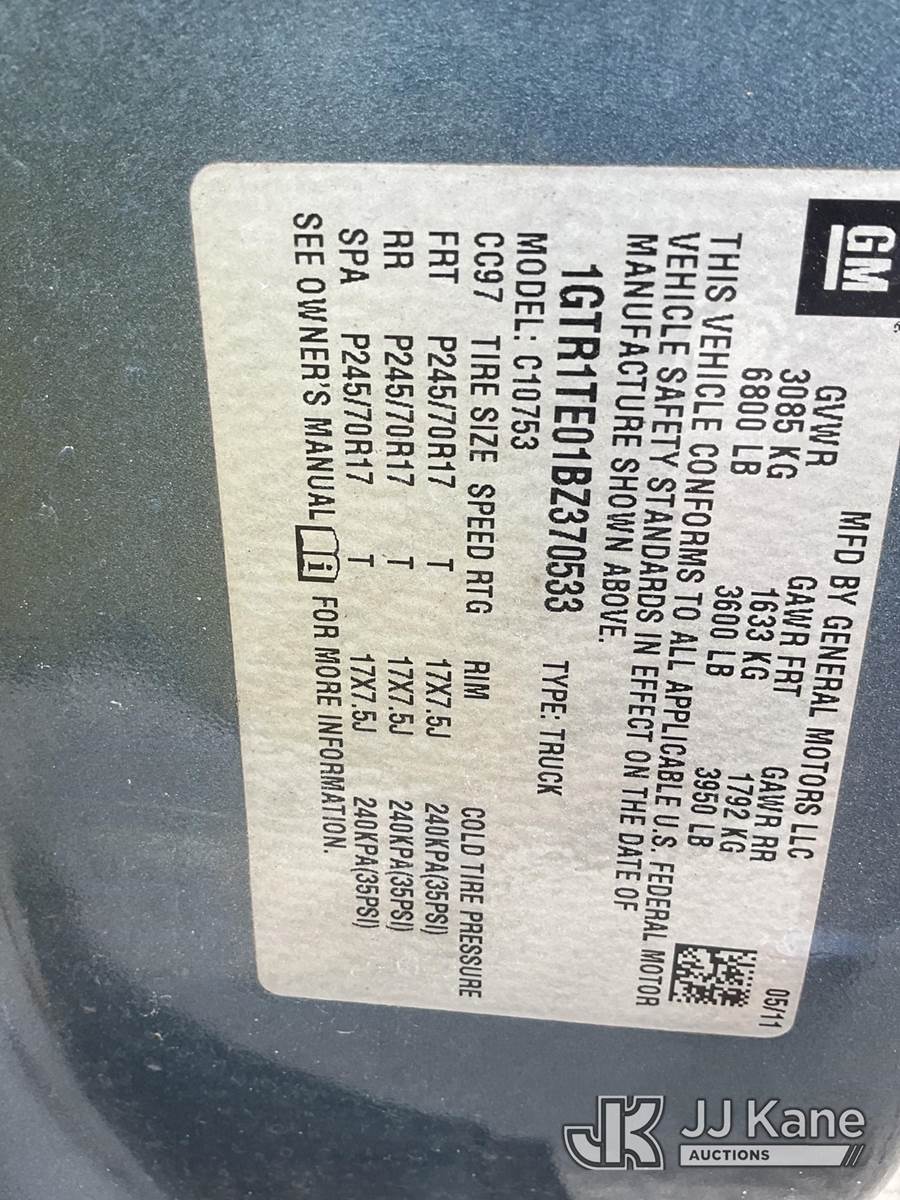 GM
MFD BY GENERAL MOTORS LLC
05/11
GVWR GAWR FRT GAWR RR
3085 KG 1633 KG 1792 KG
6800 LB 3600 LB 3950 LB
THIS VEHICLE CONFORMS TO ALL APPLICABLE U.S. FEDERAL MOTOR
VEHICLE SAFETY STANDARDS IN EFFECT ON THE DATE OF
MANUFACTURE SHOWN ABOVE.
1GTR1TE01BZ370533 TYPE: TRUCK
MODEL: C10753
CC97 TIRE SIZE SPEED RTG RIM COLD TIRE PRESSURE
FRT P245/70R17 T 17X7.5J 240KPA(35PSI)
RR P245/70R17 T 17X7.5J 240KPA(35PSI)
SPA P245/70R17 T 17X7.5J 240KPA(35PSI)
SEE OWNER'S MANUAL i FOR MORE INFORMATION.
JK JJ Kane
AUCTIONS